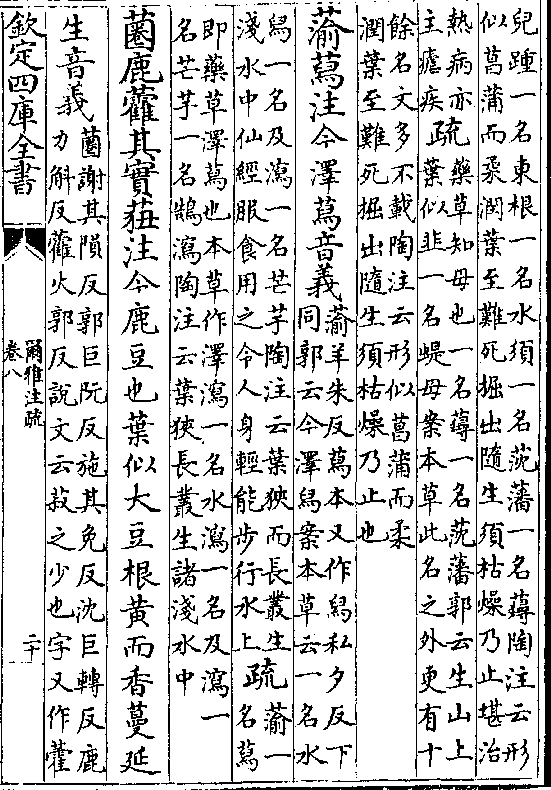 兒踵一名東根一名水須一名莐藩一名蕁陶注云形
似菖蒲而柔潤葉至難死掘出隨生須枯燥乃止堪治
熱病亦
主瘧疾
疏
藥草知母也一名蕁一名莐藩郭云生山上
葉似韭一名蝭母案本草此名之外更有十
餘名文多不載陶注云形似菖蒲而柔
潤葉至難死掘出隨生須枯燥乃止也
蕍蕮注今澤蕮音義
蕍羊朱反蕮本又作舄私夕反下
同郭云今澤舄案本草云一名水
舄一名及瀉一名芒芋陶注云葉狹而長叢生
淺水中仙經服食用之令人身輕能步行水上
疏
蕍一
名蕮
即藥草澤蕮也本草作澤瀉一名水瀉一名及瀉一
名芒芋一名鵠瀉陶注云葉狹長叢生諸淺水中
蔨鹿藿其實莥注今鹿豆也葉似大豆根黃而香蔓延
生音義
蔨謝其隕反郭巨阮反施其免反沈巨轉反鹿
力斛反藿火郭反說文云菽之少也字又作藿
欽定四庫全書
爾雅注疏
卷八
二十